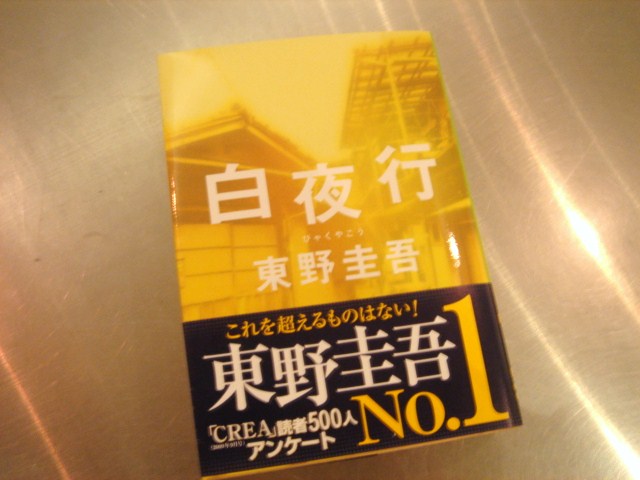 白夜行
びゃくやこう
東野圭吾
これを超えるものはない!
東野圭吾
No.1
「CREA」読者500人
アンケート